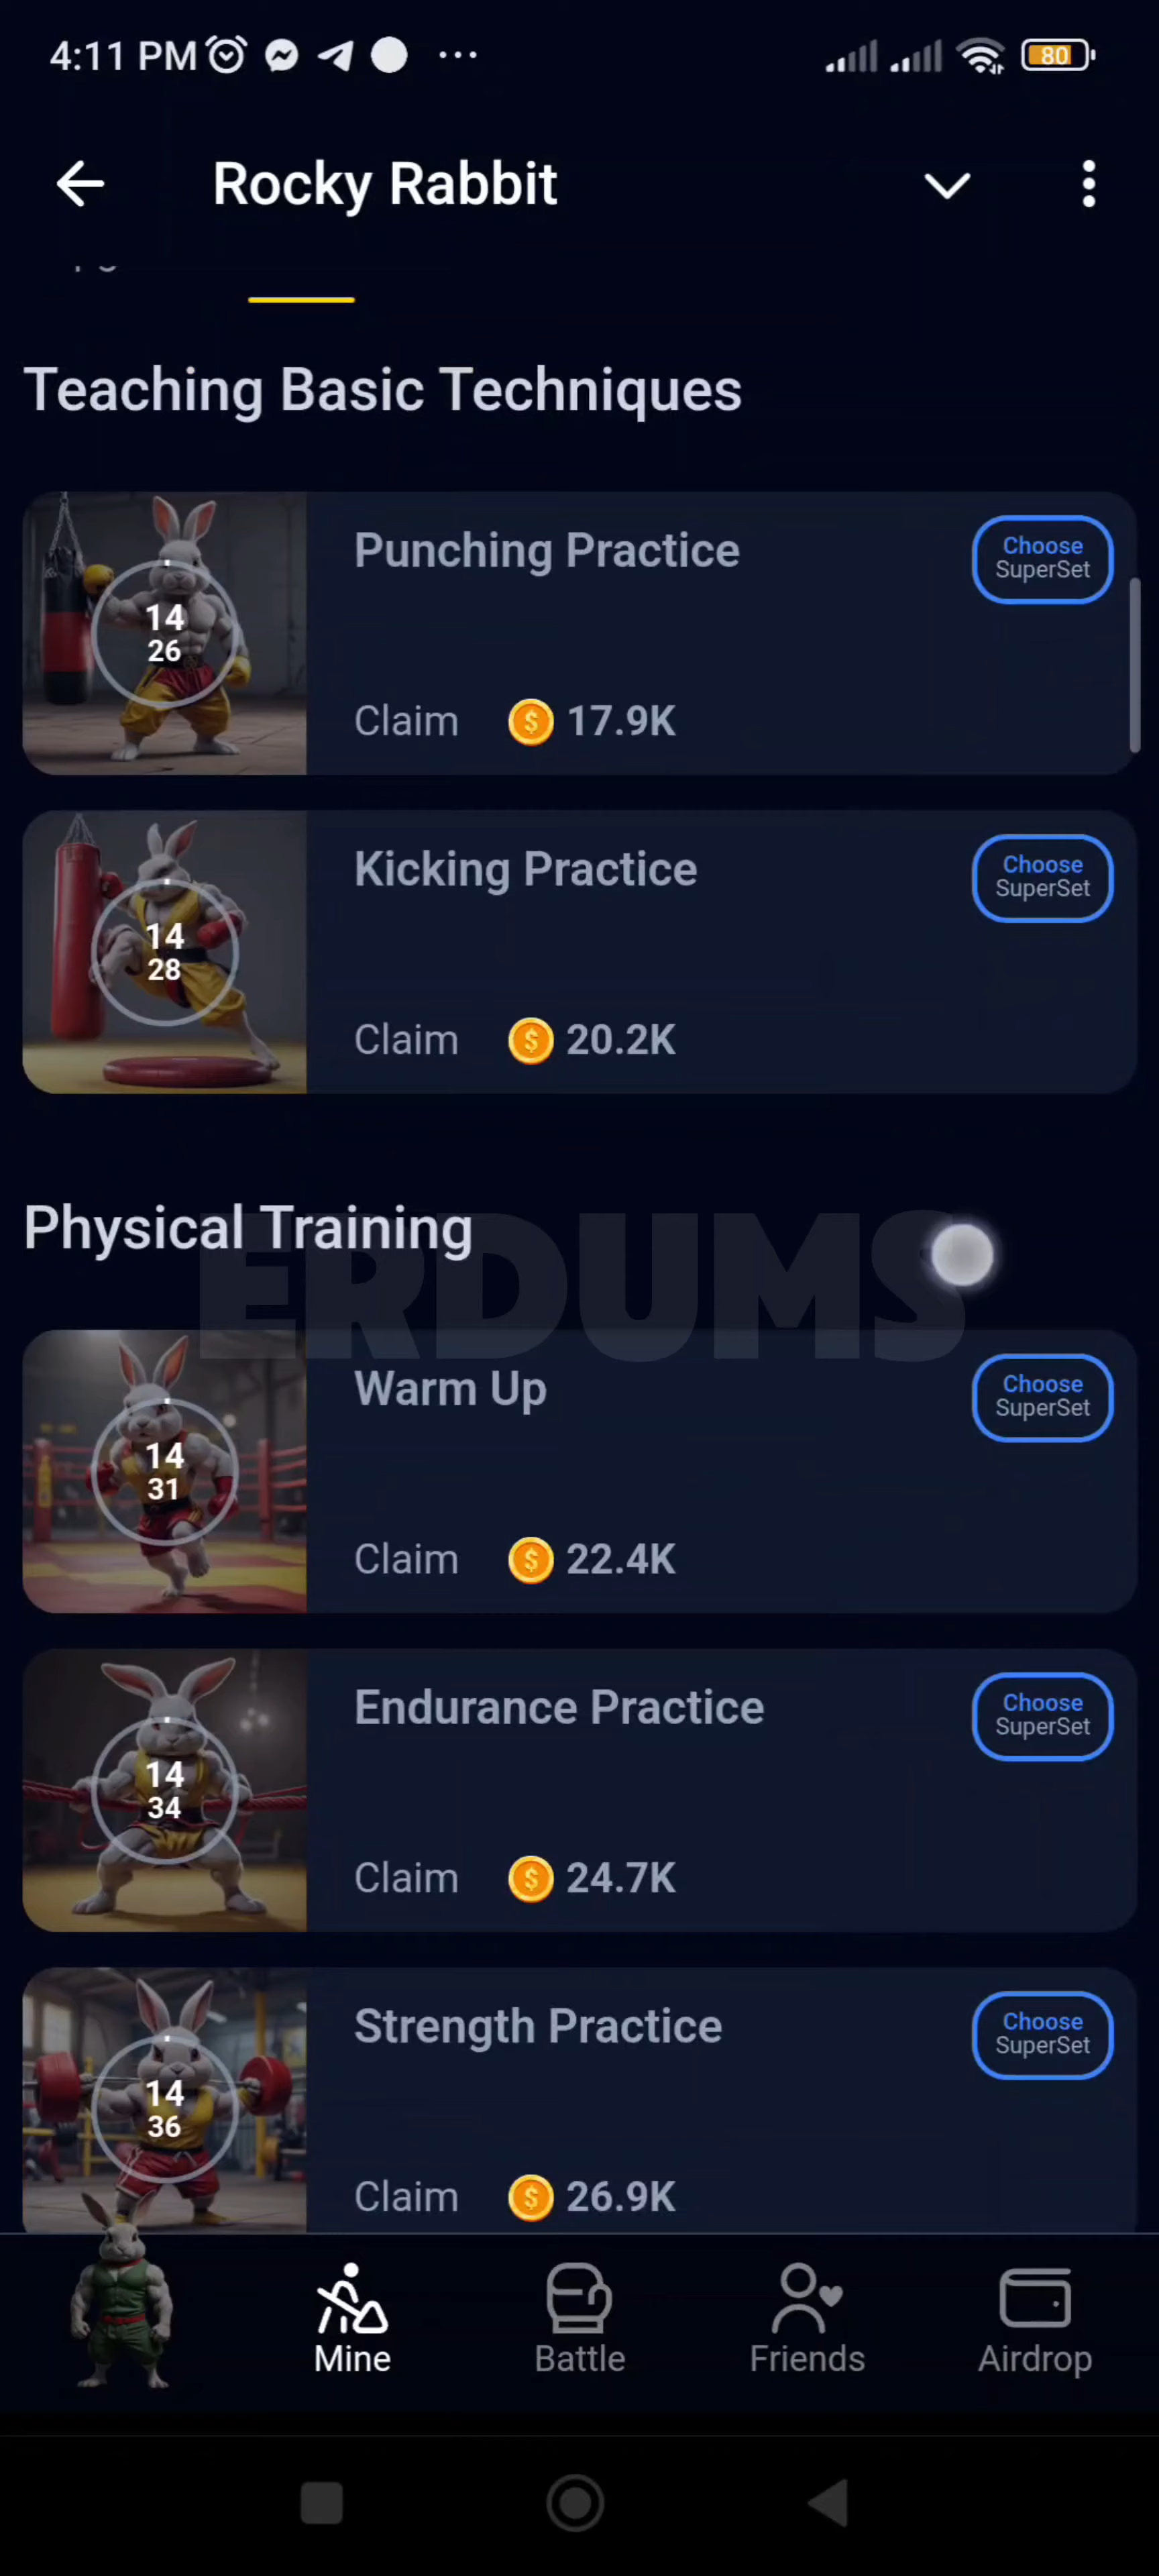 4:11 PM
80
Rocky Rabbit
Teaching Basic Techniques
Punching Practice
Choose
SuperSet
14
26
Claim 17.9K
Kicking Practice
Choose
SuperSet
14
28
Claim 20.2K
Physical Training
ERDUMS
Warm Up
Choose
SuperSet
14
31
Claim 22.4K
Endurance Practice
Choose
SuperSet
14
34
Claim 24.7K
Strength Practice
Choose
SuperSet
14
36
Claim 26.9K
Mine
Battle
Friends
Airdrop